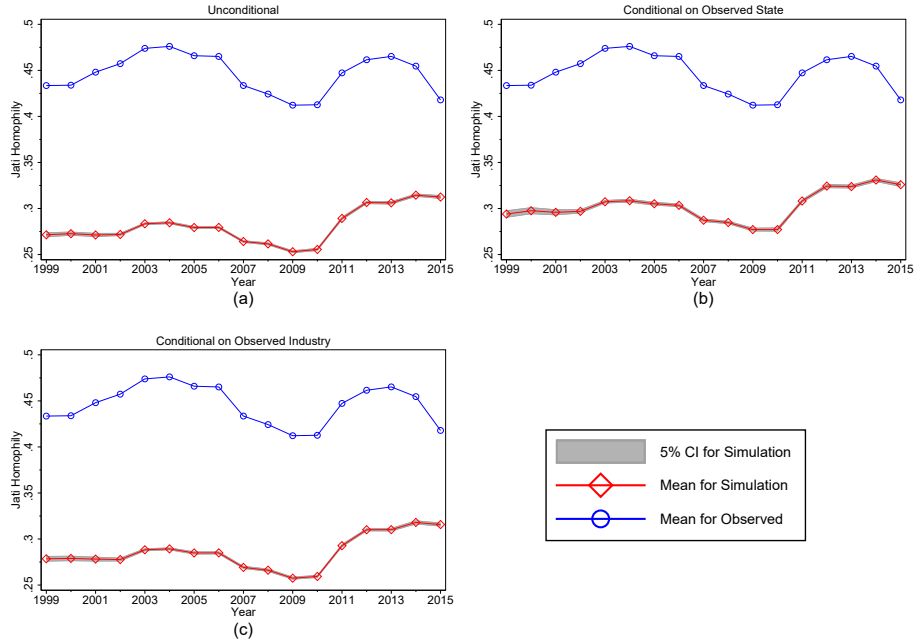 Unconditional
Jati Homophily
.5
.45
.4
.35
.3
.25
1999 2001 2003 2005 2007 2009 2011 2013 2015
Year
(a)
Conditional on Observed State
Jati Homophily
.5
.45
.4
.35
.3
.25
1999 2001 2003 2005 2007 2009 2011 2013 2015
Year
(b)
Conditional on Observed Industry
Jati Homophily
.5
.45
.4
.35
.3
.25
1999 2001 2003 2005 2007 2009 2011 2013 2015
Year
(c)
5% CI for Simulation
Mean for Simulation
Mean for Observed